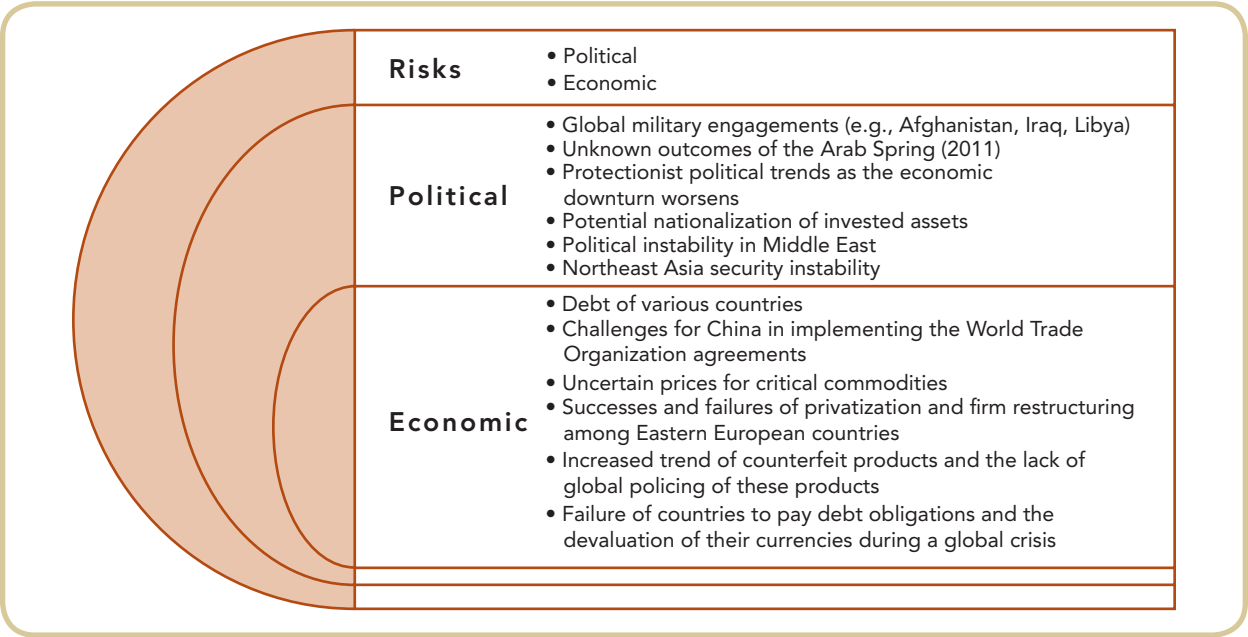 Risks
• Political
• Economic
Political
• Global military engagements (e.g., Afghanistan, Iraq, Libya)
• Unknown outcomes of the Arab Spring (2011)
• Protectionist political trends as the economic
downturn worsens
• Potential nationalization of invested assets
• Political instability in Middle East
• Northeast Asia security instability
Economic
• Debt of various countries
• Challenges for China in implementing the World Trade
Organization agreements
• Uncertain prices for critical commodities
• Successes and failures of privatization and firm restructuring
among Eastern European countries
• Increased trend of counterfeit products and the lack of
global policing of these products
• Failure of countries to pay debt obligations and the
devaluation of their currencies during a global crisis